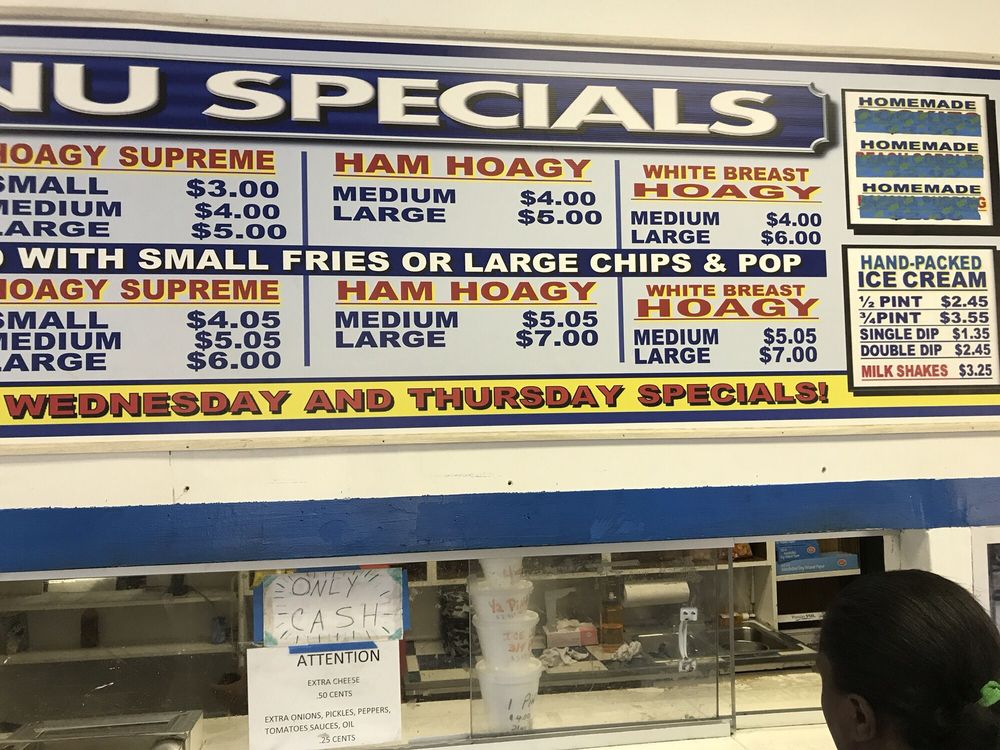 NU SPECIALS
HOAGY SUPREME
SMALL $3.00
MEDIUM $4.00
LARGE $5.00
HAM HOAGY
MEDIUM $4.00
LARGE $5.00
WHITE BREAST
HOAGY
MEDIUM $4.00
LARGE $6.00
WITH SMALL FRIES OR LARGE CHIPS & POP
HOAGY SUPREME
SMALL $4.05
MEDIUM $5.05
LARGE $6.00
HAM HOAGY
MEDIUM $5.05
LARGE $7.00
WHITE BREAST
HOAGY
MEDIUM $5.05
LARGE $7.00
WEDNESDAY AND THURSDAY SPECIALS!
HOMEMADE
HOMEMADE
HOMEMADE
HAND-PACKED
ICE CREAM
½ PINT $2.45
¾ PINT $3.55
SINGLE DIP $1.35
DOUBLE DIP $2.45
MILK SHAKES $3.25
ONLY
CASH
ATTENTION
EXTRA CHEESE
.50 CENTS
EXTRA ONIONS, PICKLES, PEPPERS,
TOMATOES SAUCES, OIL
.25 CENTS